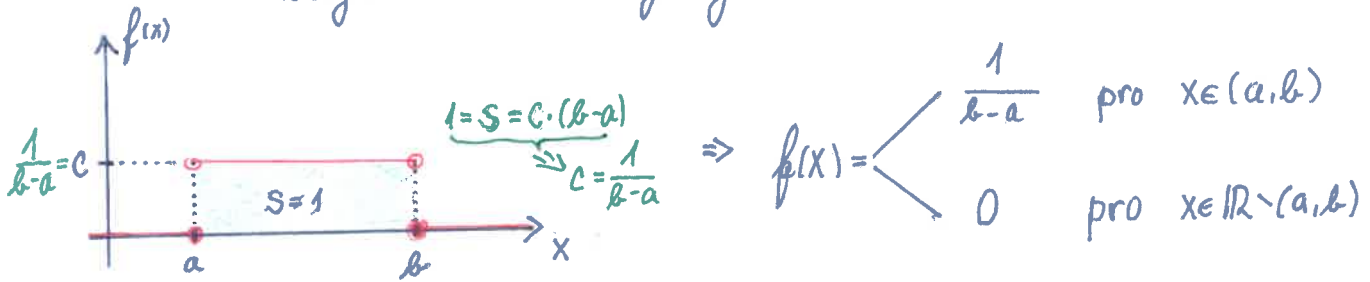 f(x)
1/(b-a) = C
S = 1
a
b
x
1 = S = C·(b-a)
⇒ C = 1/(b-a)
⇒ f(x) =
1/(b-a) pro x∈(a,b)
0 pro x∈ℝ∖(a,b)